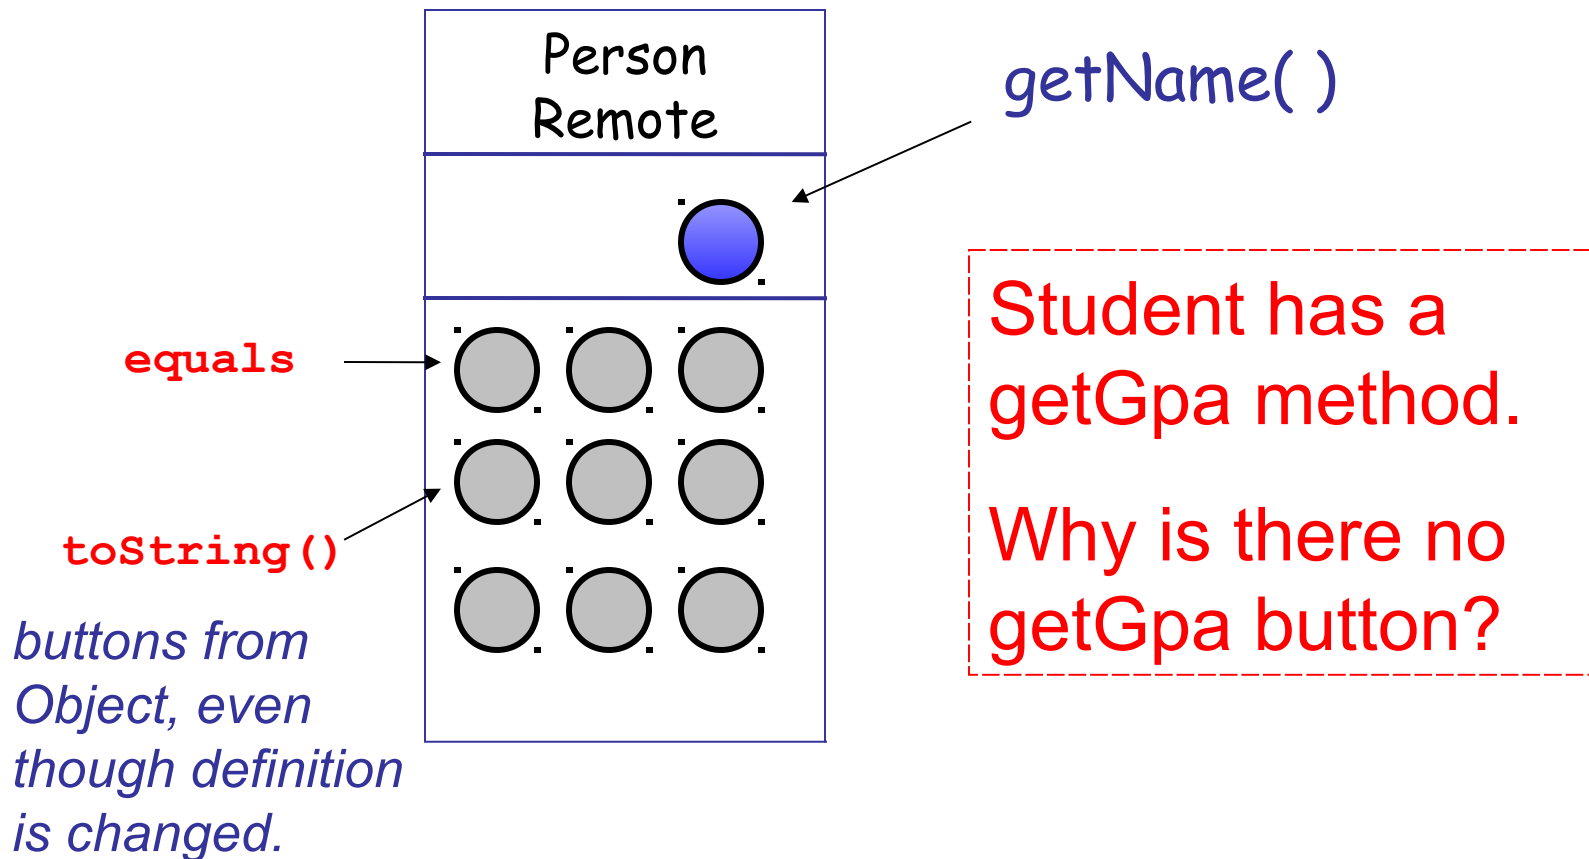 Person
Remote
getName( )
equals
toString()
buttons from
Object, even
though definition
is changed.
Student has a
getGpa method.
Why is there no
getGpa button?